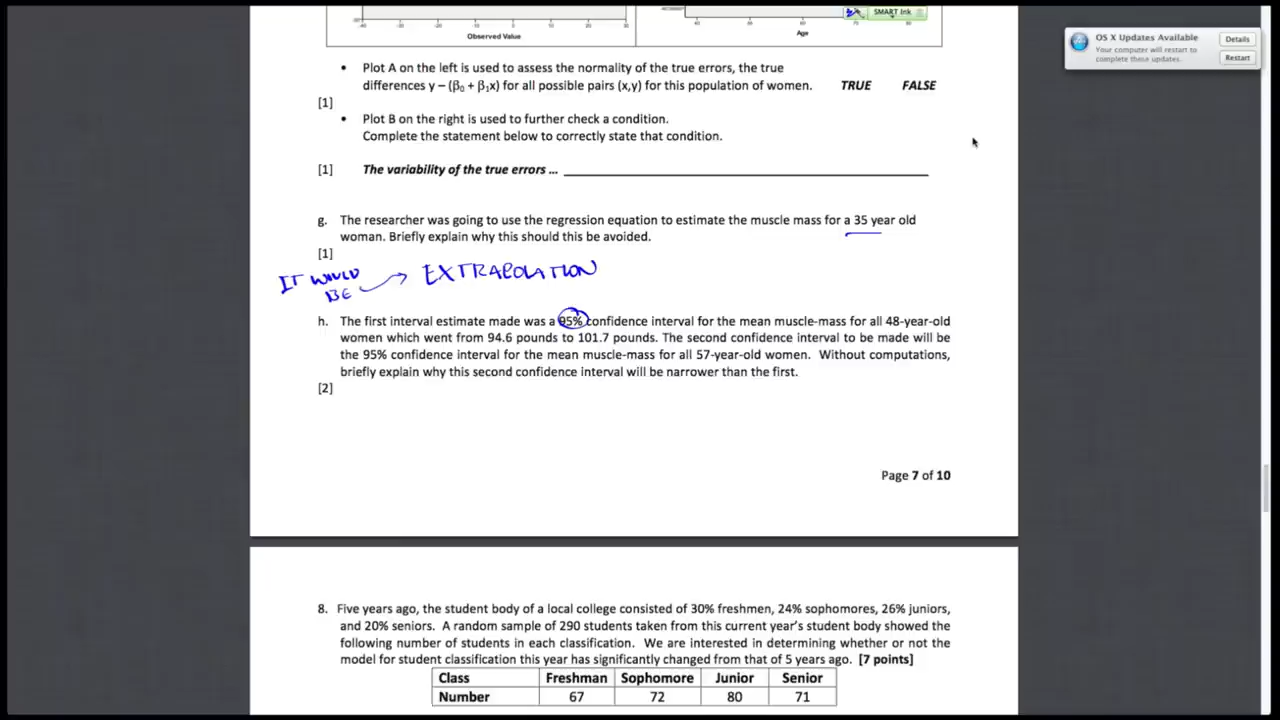 SMART Ink
Observed Value
Age
OS X Updates Available
Your computer will restart to
complete these updates.
Details
Restart
• Plot A on the left is used to assess the normality of the true errors, the true
differences y – (β₀ + β₁x) for all possible pairs (x,y) for this population of women. TRUE FALSE
[1]
• Plot B on the right is used to further check a condition.
Complete the statement below to correctly state that condition.
[1] The variability of the true errors ...
g. The researcher was going to use the regression equation to estimate the muscle mass for a 35 year old
woman. Briefly explain why this should this be avoided.
[1]
IT WOULD
BE → EXTRAPOLATION
h. The first interval estimate made was a 95% confidence interval for the mean muscle-mass for all 48-year-old
women which went from 94.6 pounds to 101.7 pounds. The second confidence interval to be made will be
the 95% confidence interval for the mean muscle-mass for all 57-year-old women. Without computations,
briefly explain why this second confidence interval will be narrower than the first.
[2]
Page 7 of 10
8. Five years ago, the student body of a local college consisted of 30% freshmen, 24% sophomores, 26% juniors,
and 20% seniors. A random sample of 290 students taken from this current year's student body showed the
following number of students in each classification. We are interested in determining whether or not the
model for student classification this year has significantly changed from that of 5 years ago. [7 points]
Class Freshman Sophomore Junior Senior
Number 67 72 80 71